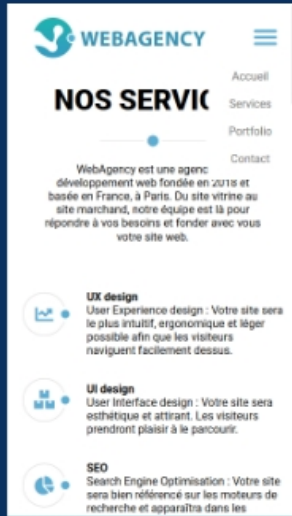 WEBAGENCY
Accueil
Services
Portfolio
Contact
NOS SERVIC
WebAgency est une agenc
développement web fondée en 2018 et
basée en France, à Paris. Du site vitrine au
site marchand, notre équipe est là pour
répondre à vos besoins et fonder avec vous
votre site web.
UX design
User Experience design : Votre site sera
le plus intuitif, ergonomique et léger
possible afin que les visiteurs
naviguent facilement dessus.
UI design
User Interface design : Votre site sera
esthétique et attirant. Les visiteurs
prendront plaisir à le parcourir.
SEO
Search Engine Optimisation : Votre site
sera bien référencé sur les moteurs de
recherche et apparaîtra dans les